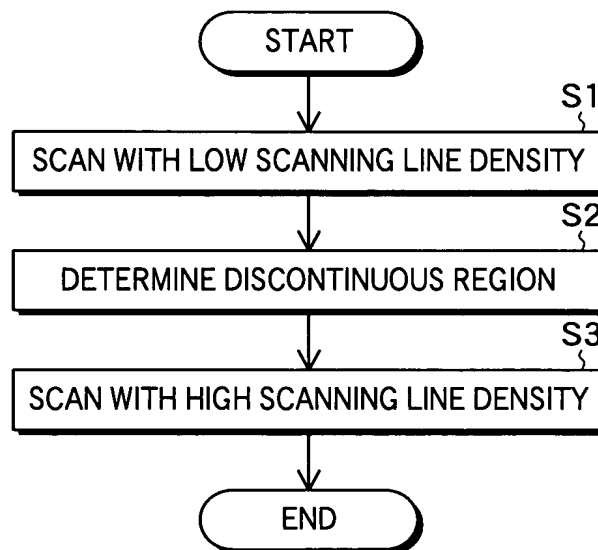 START
S1
SCAN WITH LOW SCANNING LINE DENSITY
S2
DETERMINE DISCONTINUOUS REGION
S3
SCAN WITH HIGH SCANNING LINE DENSITY
END